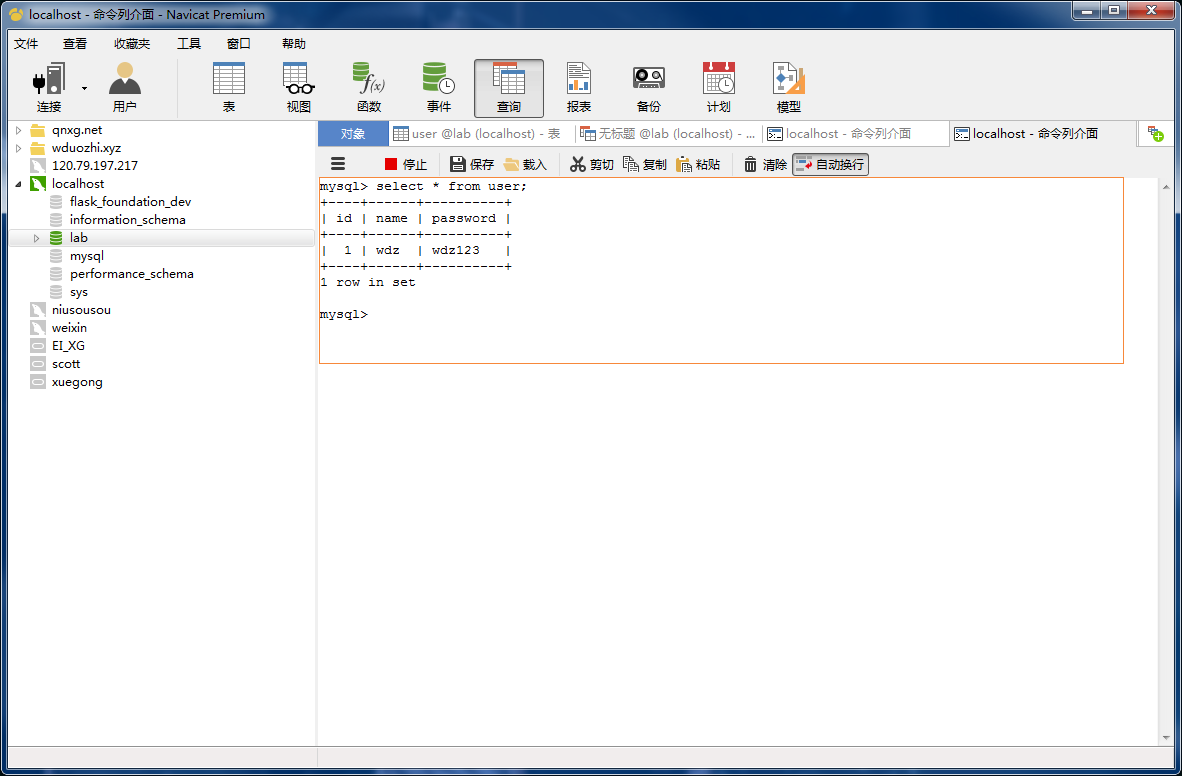 localhost - 命令列介面 - Navicat Premium
文件 查看 收藏夹 工具 窗口 帮助
连接 用户 表 视图 函数 事件 查询 报表 备份 计划 模型
qnxg.net
wduozhi.xyz
120.79.197.217
localhost
flask_foundation_dev
information_schema
lab
mysql
performance_schema
sys
niusousou
weixin
EI_XG
scott
xuegong
对象 user @lab (localhost) - 表 无标题 @lab (localhost) - ... localhost - 命令列介面 localhost - 命令列介面
停止 保存 载入 剪切 复制 粘贴 清除 自动换行
mysql> select * from user;
+----+------+----------+
| id | name | password |
+----+------+----------+
|  1 | wdz  | wdz123   |
+----+------+----------+
1 row in set
mysql>